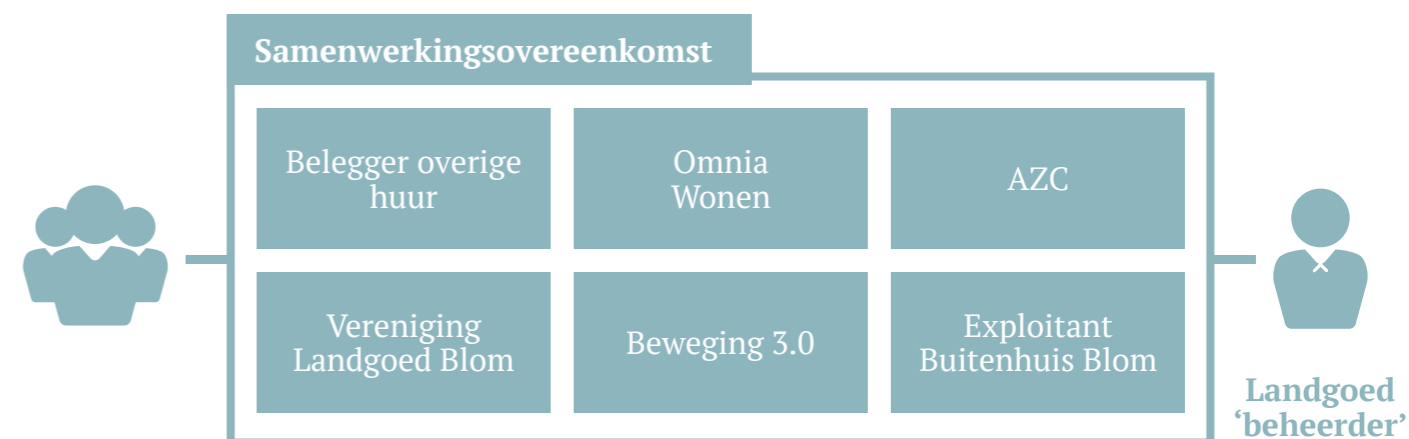 Samenwerkingsovereenkomst
Belegger overige
huur
Omnia
Wonen
AZC
Vereniging
Landgoed Blom
Beweging 3.0
Exploitant
Buitenhuis Blom
Landgoed
‘beheerder’